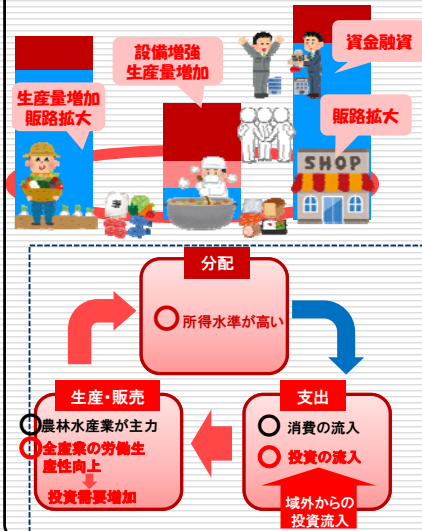 資金融資
設備増強
生産量増加
生産量増加
販路拡大
販路拡大
SHOP
米
分配
所得水準が高い
生産・販売
農林水産業が主力
全産業の労働生
産性向上
投資需要増加
支出
消費の流入
投資の流入
域外からの
投資流入